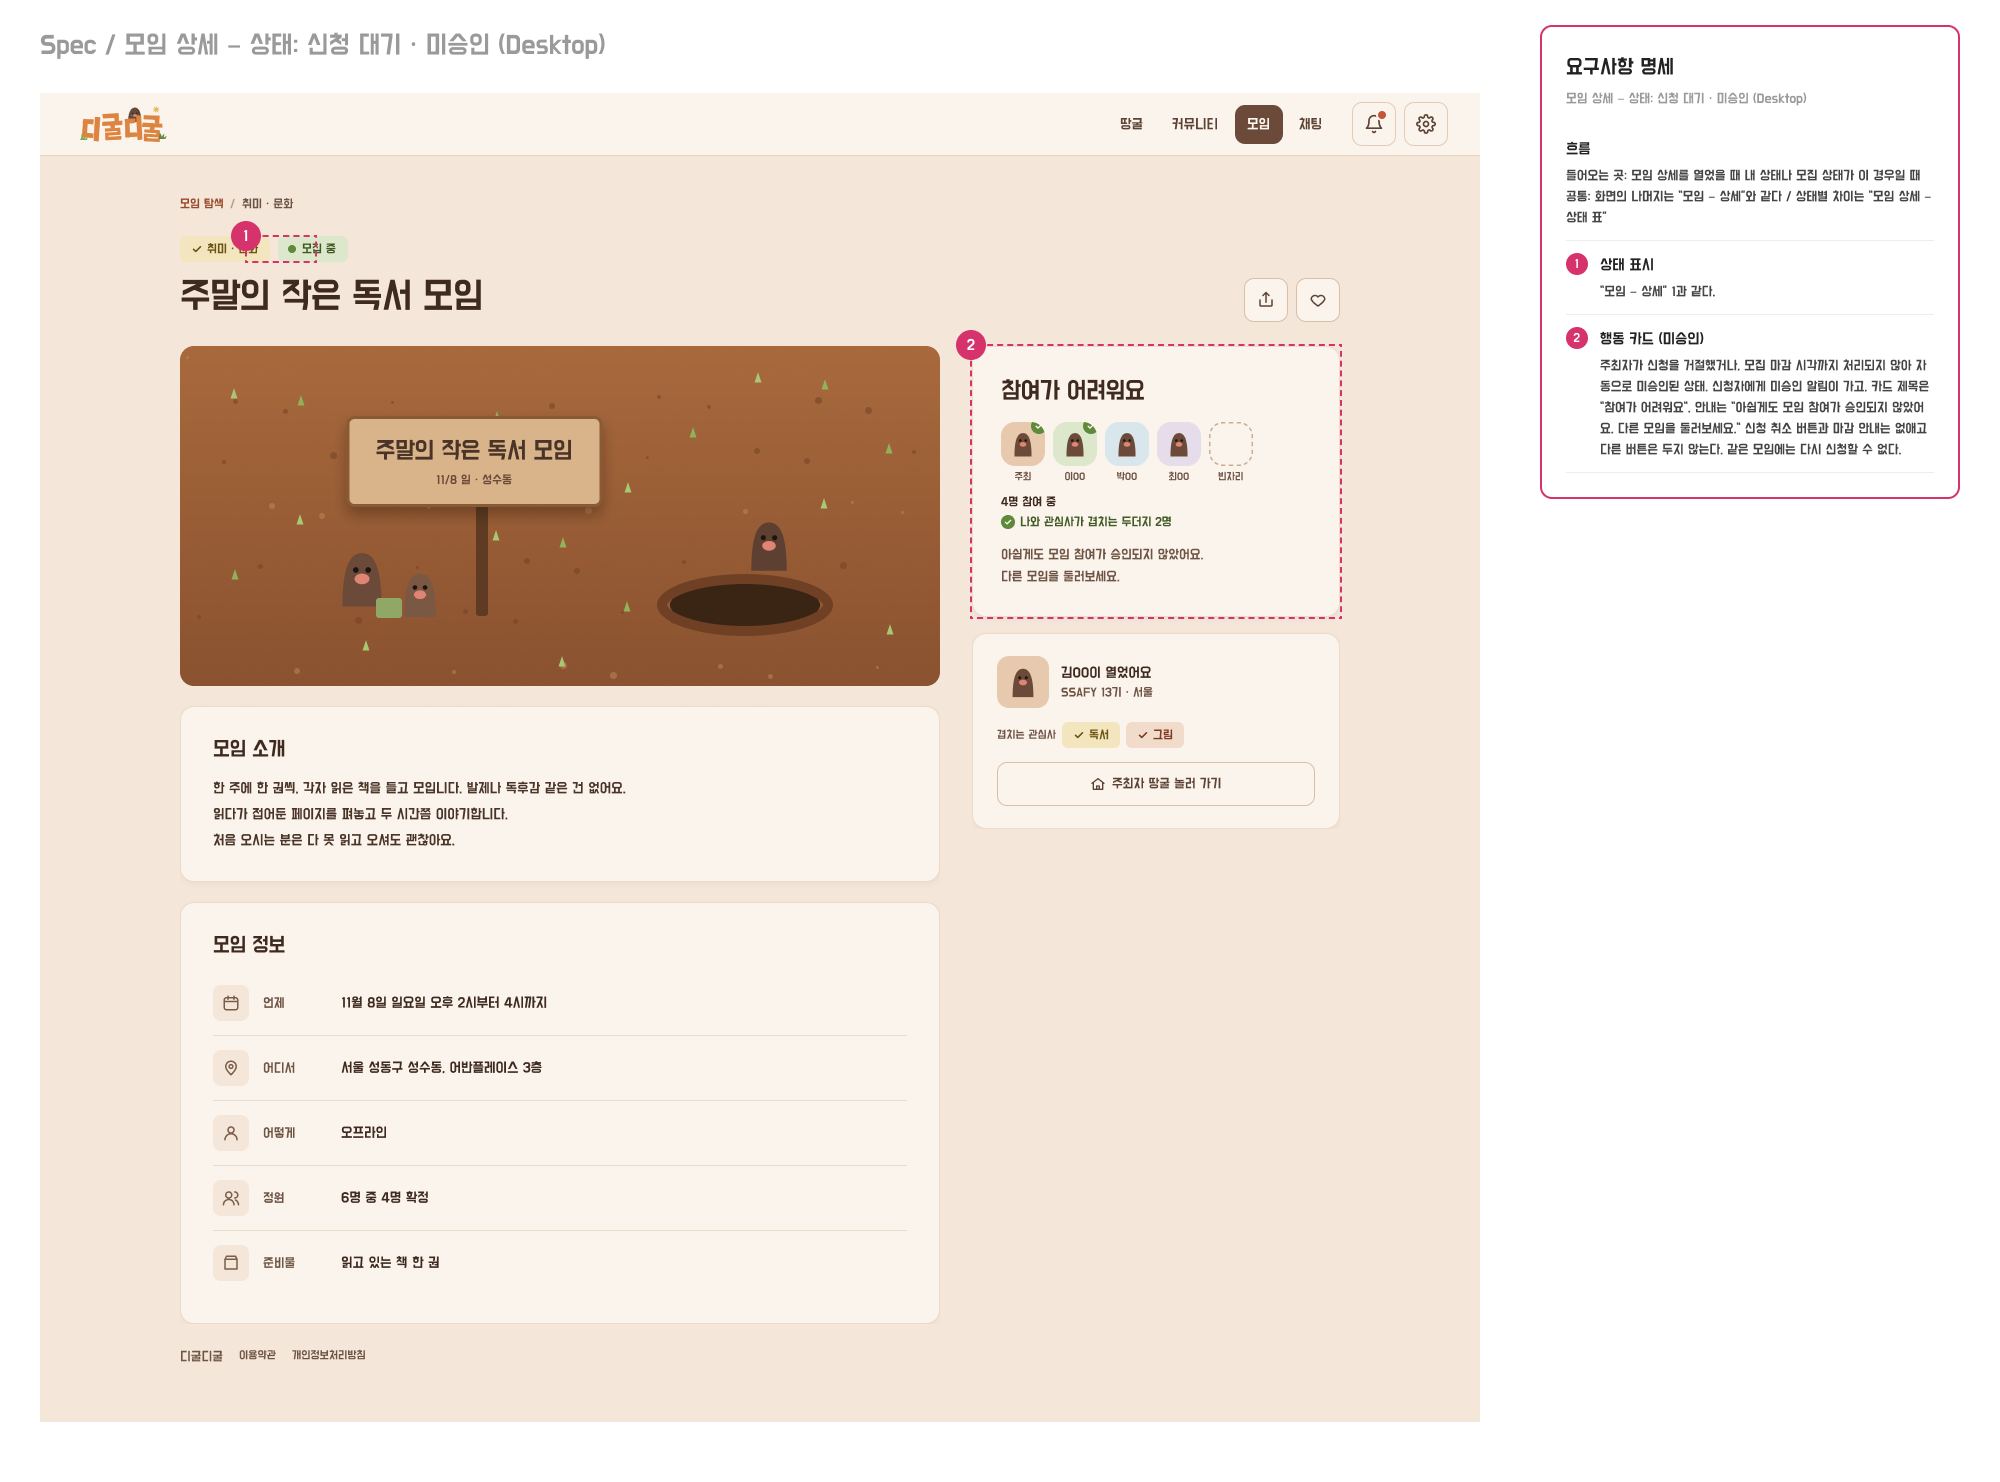 Spec / 모임 상세 – 상태: 신청 대기 · 미승인 (Desktop)
디굴디굴
땅굴
커뮤니티
모임
채팅
모임 탐색 / 취미 · 문화
1
취미 · 문화
모집 중
주말의 작은 독서 모임
주말의 작은 독서 모임
11/8 일 · 성수동
모임 소개
한 주에 한 권씩, 각자 읽은 책을 들고 모입니다. 발제나 독후감 같은 건 없어요.
읽다가 접어둔 페이지를 펴놓고 두 시간쯤 이야기합니다.
처음 오시는 분은 다 못 읽고 오셔도 괜찮아요.
모임 정보
언제
11월 8일 일요일 오후 2시부터 4시까지
어디서
서울 성동구 성수동, 어반플레이스 3층
어떻게
오프라인
정원
6명 중 4명 확정
준비물
읽고 있는 책 한 권
디굴디굴
이용약관
개인정보처리방침
2
참여가 어려워요
주최
이OO
박OO
최OO
빈자리
4명 참여 중
나와 관심사가 겹치는 두더지 2명
아쉽게도 모임 참여가 승인되지 않았어요.
다른 모임을 둘러보세요.
김OO이 열었어요
SSAFY 13기 · 서울
겹치는 관심사
독서
그림
주최자 땅굴 놀러 가기
요구사항 명세
모임 상세 – 상태: 신청 대기 · 미승인 (Desktop)
흐름
들어오는 곳: 모임 상세를 열었을 때 내 상태나 모집 상태가 이 경우일 때
공통: 화면의 나머지는 "모임 – 상세"와 같다 / 상태별 차이는 "모임 상세 –
상태 표"
1
상태 표시
"모임 – 상세" 1과 같다.
2
행동 카드 (미승인)
주최자가 신청을 거절했거나, 모집 마감 시각까지 처리되지 않아 자
동으로 미승인된 상태. 신청자에게 미승인 알림이 가고, 카드 제목은
"참여가 어려워요", 안내는 "아쉽게도 모임 참여가 승인되지 않았어
요. 다른 모임을 둘러보세요." 신청 취소 버튼과 마감 안내는 없애고
다른 버튼은 두지 않는다. 같은 모임에는 다시 신청할 수 없다.